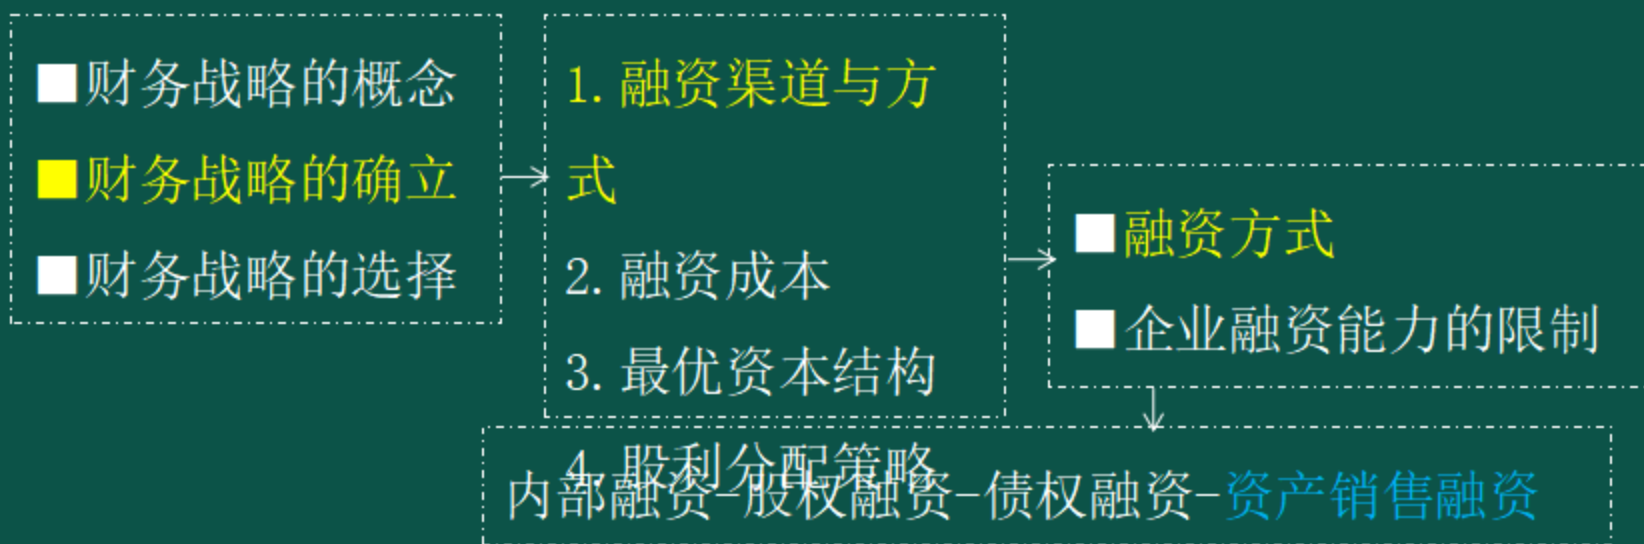 ■财务战略的概念
■财务战略的确立
■财务战略的选择
1.融资渠道与方
式
2.融资成本
3.最优资本结构
4.股利分配策略
■融资方式
■企业融资能力的限制
内部融资-股权融资-债权融资-资产销售融资